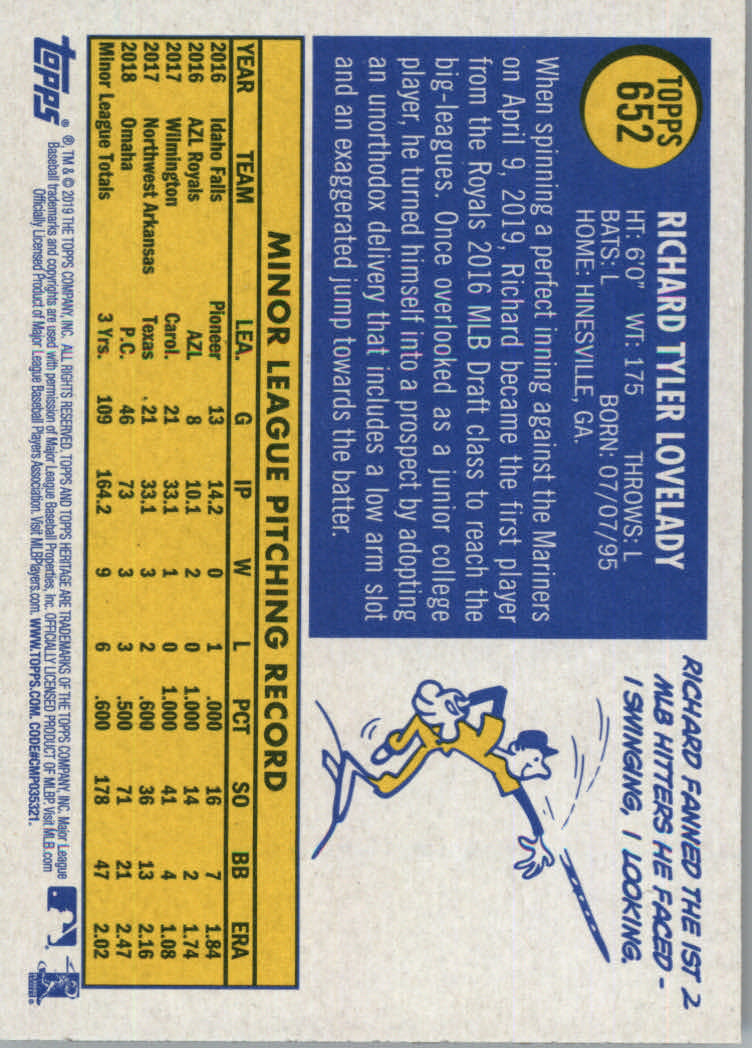 TOPPS
652
RICHARD TYLER LOVELADY
HT: 6'0" WT: 175 THROWS: L
BATS: L BORN: 07/07/95
HOME: HINESVILLE, GA.
When spinning a perfect inning against the Mariners
on April 9, 2019, Richard became the first player
from the Royals 2016 MLB Draft class to reach the
big-leagues. Once overlooked as a junior college
player, he turned himself into a prospect by adopting
an unorthodox delivery that includes a low arm slot
and an exaggerated jump towards the batter.
RICHARD FANNED THE 1ST 2
MLB HITTERS HE FACED -
1 SWINGING, 1 LOOKING.
MINOR LEAGUE PITCHING RECORD
YEAR TEAM LEA. G IP W L PCT SO BB ERA
2016 Idaho Falls Pioneer 13 14.2 0 1 .000 16 7 1.84
2016 AZL Royals AZL 8 10.1 2 0 1.000 14 2 1.74
2017 Wilmington Carol. 21 33.1 1 0 1.000 41 4 1.08
2017 Northwest Arkansas Texas 21 33.1 3 2 .600 36 13 2.16
2018 Omaha P.C. 46 73 3 3 .500 71 21 2.47
Minor League Totals 3 Yrs. 109 164.2 9 6 .600 178 47 2.02
topps®
®, TM & © 2019 THE TOPPS COMPANY, INC. ALL RIGHTS RESERVED. TOPPS AND TOPPS HERITAGE ARE TRADEMARKS OF THE TOPPS COMPANY, INC. Major League
Baseball trademarks and copyrights are used with permission of Major League Baseball Properties, Inc. OFFICIALLY LICENSED PRODUCT OF MLBP. Visit MLB.com
Officially Licensed Product of Major League Baseball Players Association. Visit MLBPlayers.com. WWW.TOPPS.COM. CODE#CMP035321.